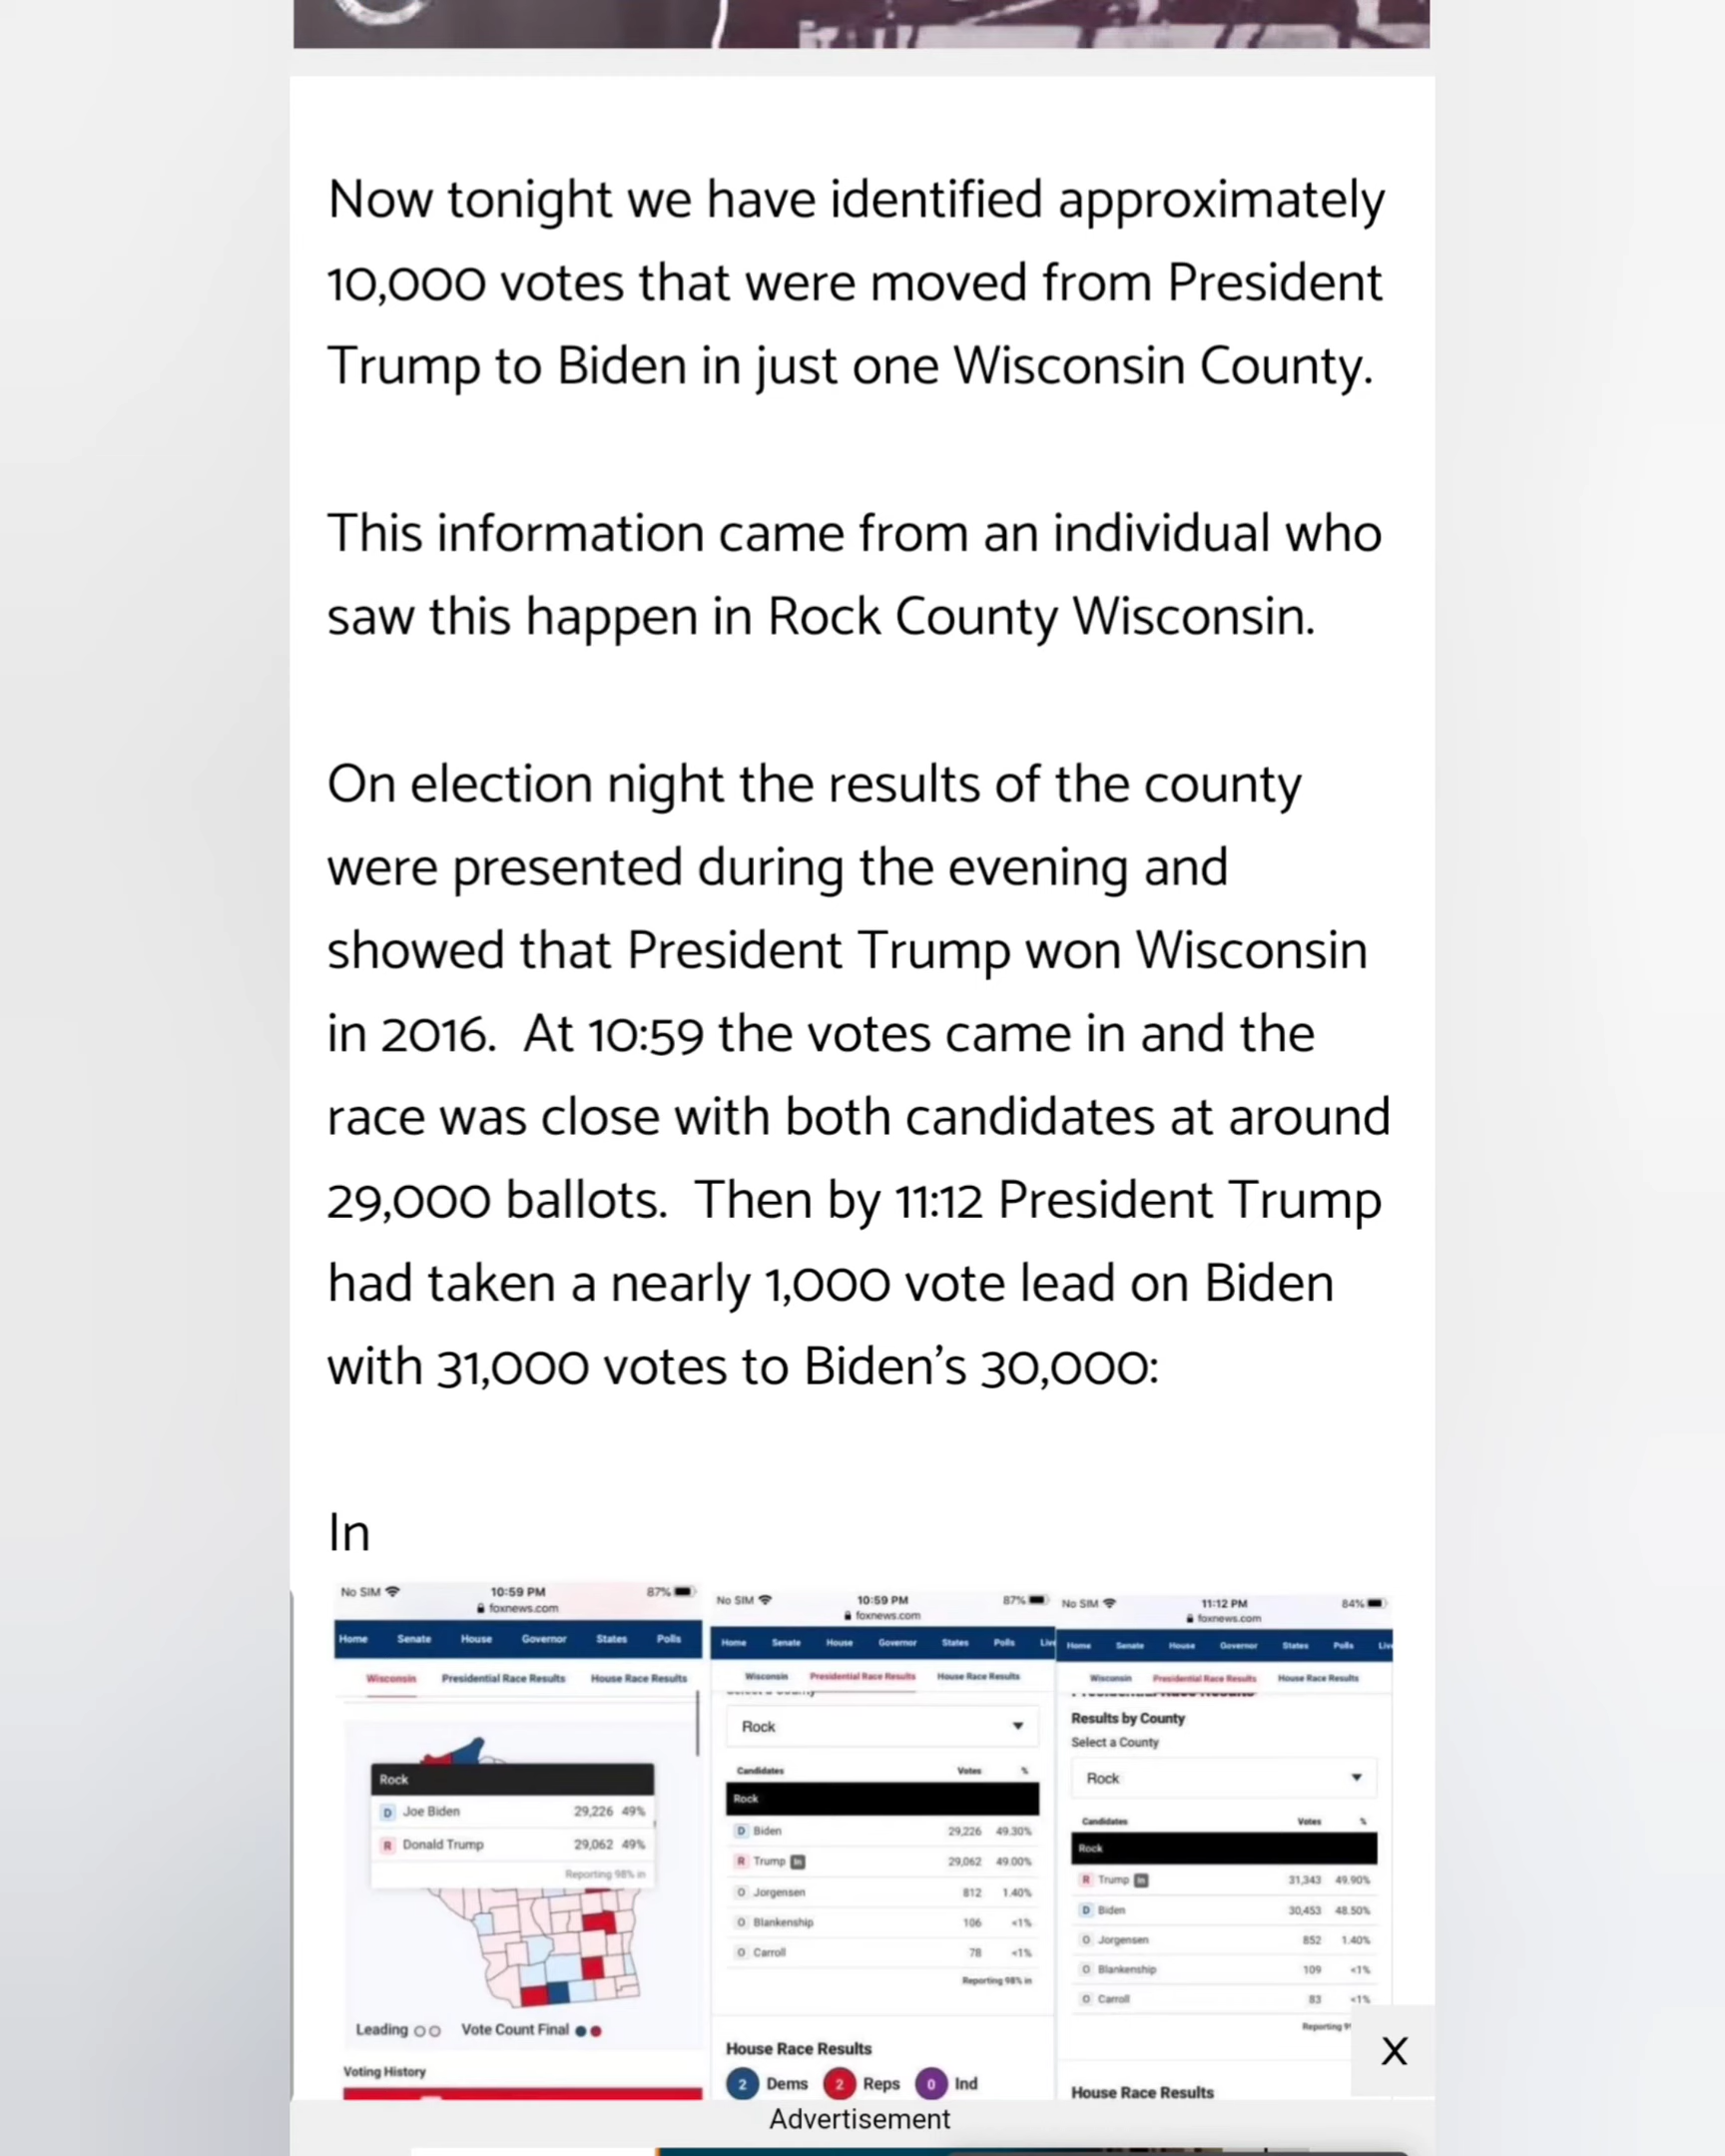 Now tonight we have identified approximately
10,000 votes that were moved from President
Trump to Biden in just one Wisconsin County.
This information came from an individual who
saw this happen in Rock County Wisconsin.
On election night the results of the county
were presented during the evening and
showed that President Trump won Wisconsin
in 2016.  At 10:59 the votes came in and the
race was close with both candidates at around
29,000 ballots.  Then by 11:12 President Trump
had taken a nearly 1,000 vote lead on Biden
with 31,000 votes to Biden’s 30,000:
In
No SIM 10:59 PM 87%
foxnews.com
Home Senate House Governor States Polls
Wisconsin Presidential Race Results House Race Results
Rock
D Joe Biden 29,226 49%
R Donald Trump 29,062 49%
Reporting 98% in
Leading Vote Count Final
Voting History
No SIM 10:59 PM 87%
foxnews.com
Home Senate House Governor States Polls
Wisconsin Presidential Race Results House Race Results
Rock
Candidates Votes %
Rock
D Biden 29,226 49.30%
R Trump In 29,062 49.00%
O Jorgensen 812 1.40%
O Blankenship 106 <1%
O Carroll 78 <1%
Reporting 98% in
House Race Results
2 Dems 2 Reps 0 Ind
No SIM 11:12 PM 84%
foxnews.com
Home Senate House Governor States Polls
Wisconsin Presidential Race Results House Race Results
Results by County
Select a County
Rock
Candidates Votes %
Rock
R Trump In 31,343 49.90%
D Biden 30,453 48.50%
O Jorgensen 852 1.40%
O Blankenship 109 <1%
O Carroll 83 <1%
Reporting
House Race Results
X
Advertisement